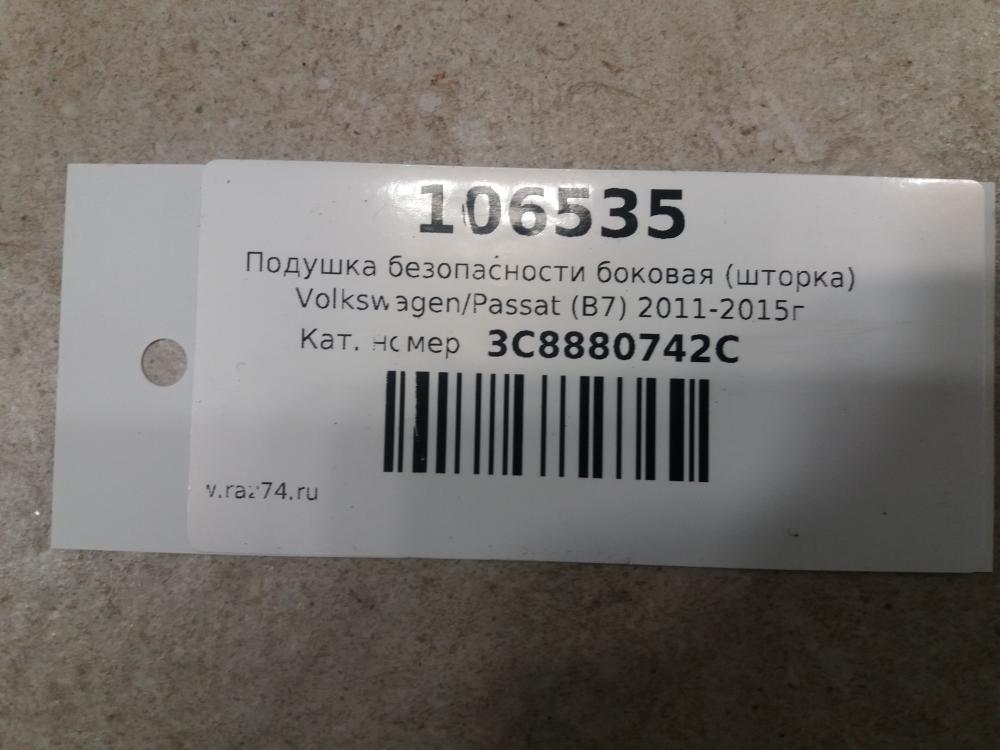 106535
Подушка безопасности боковая (шторка)
Volkswagen/Passat (B7) 2011-2015г
Кат. номер 3C8880742C
w.raz74.ru